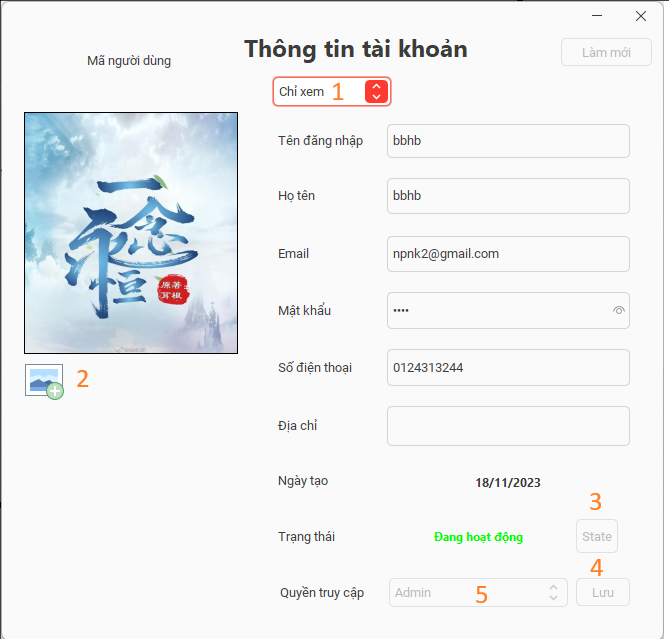 Thông tin tài khoản
Làm mới
Mã người dùng
Chỉ xem 1
Tên đăng nhập bbhb
Họ tên bbhb
Email npnk2@gmail.com
Mật khẩu ••••
Số điện thoại 0124313244
Địa chỉ
Ngày tạo 18/11/2023
Trạng thái Đang hoạt động State
3
4
Quyền truy cập Admin 5 Lưu
一念
永恒
原著
耳根
2